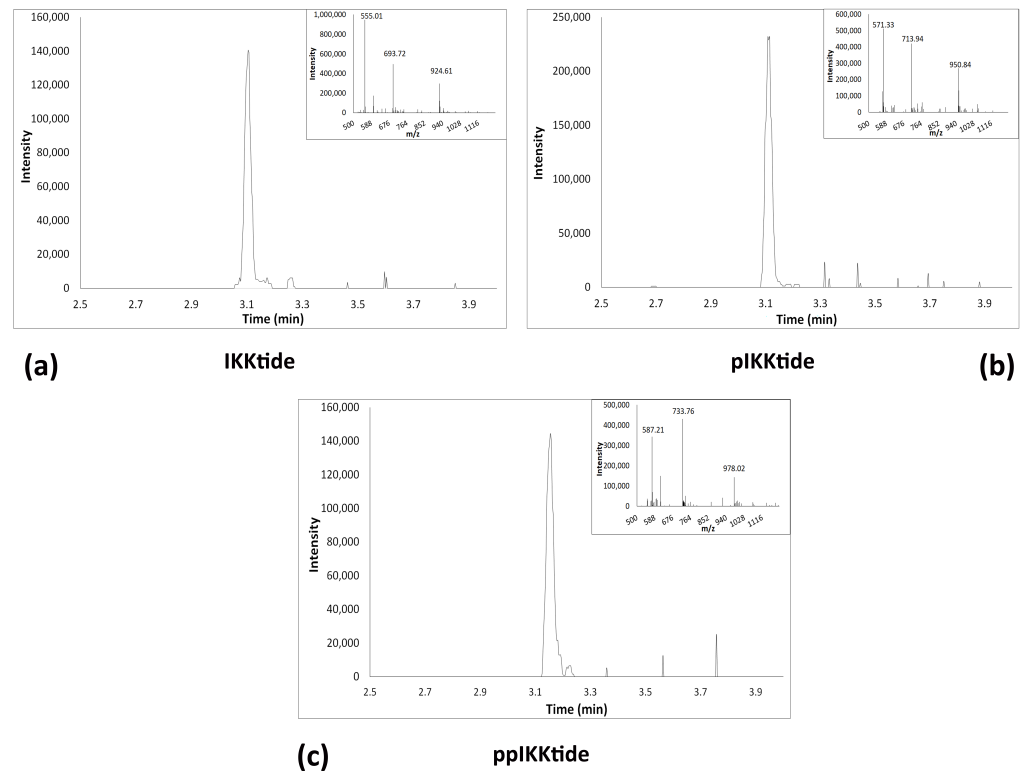 160,000
140,000
120,000
100,000
80,000
60,000
40,000
20,000
0
Intensity
2.5 2.7 2.9 3.1 3.3 3.5 3.7 3.9
Time (min)
1,000,000
800,000
600,000
400,000
200,000
0
Intensity
555.01
693.72
924.61
500 588 676 764 852 940 1028 1116
m/z
(a) IKKtide
250,000
200,000
150,000
100,000
50,000
0
Intensity
2.5 2.7 2.9 3.1 3.3 3.5 3.7 3.9
Time (min)
600,000
500,000
400,000
300,000
200,000
100,000
0
Intensity
571.33
713.94
950.84
500 588 676 764 852 940 1028 1116
m/z
pIKKtide (b)
160,000
140,000
120,000
100,000
80,000
60,000
40,000
20,000
0
Intensity
2.5 2.7 2.9 3.1 3.3 3.5 3.7 3.9
Time (min)
500,000
400,000
300,000
200,000
100,000
0
Intensity
587.21
733.76
978.02
500 588 676 764 852 940 1028 1116
m/z
(c) ppIKKtide